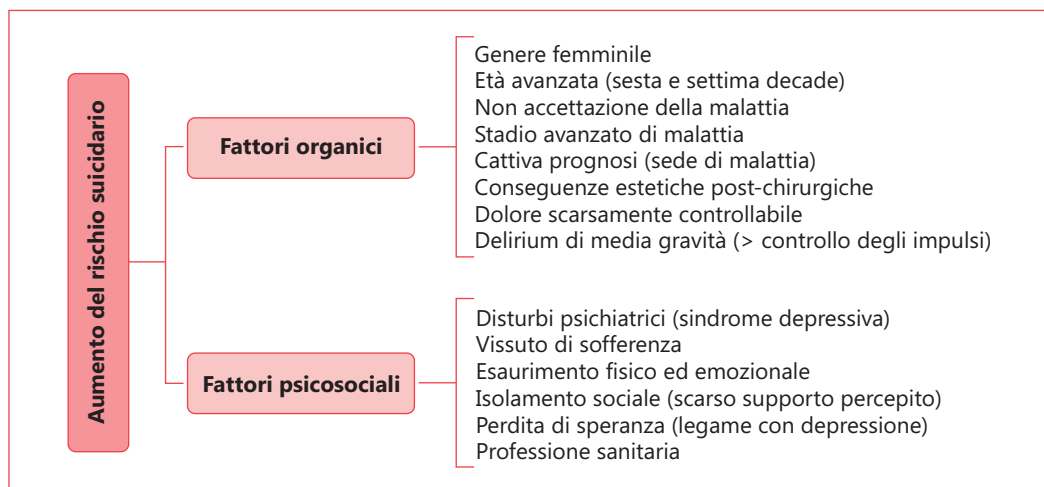 Aumento del rischio suicidario
Fattori organici
Genere femminile
Età avanzata (sesta e settima decade)
Non accettazione della malattia
Stadio avanzato di malattia
Cattiva prognosi (sede di malattia)
Conseguenze estetiche post-chirurgiche
Dolore scarsamente controllabile
Delirium di media gravità (> controllo degli impulsi)
Fattori psicosociali
Disturbi psichiatrici (sindrome depressiva)
Vissuto di sofferenza
Esaurimento fisico ed emozionale
Isolamento sociale (scarso supporto percepito)
Perdita di speranza (legame con depressione)
Professione sanitaria